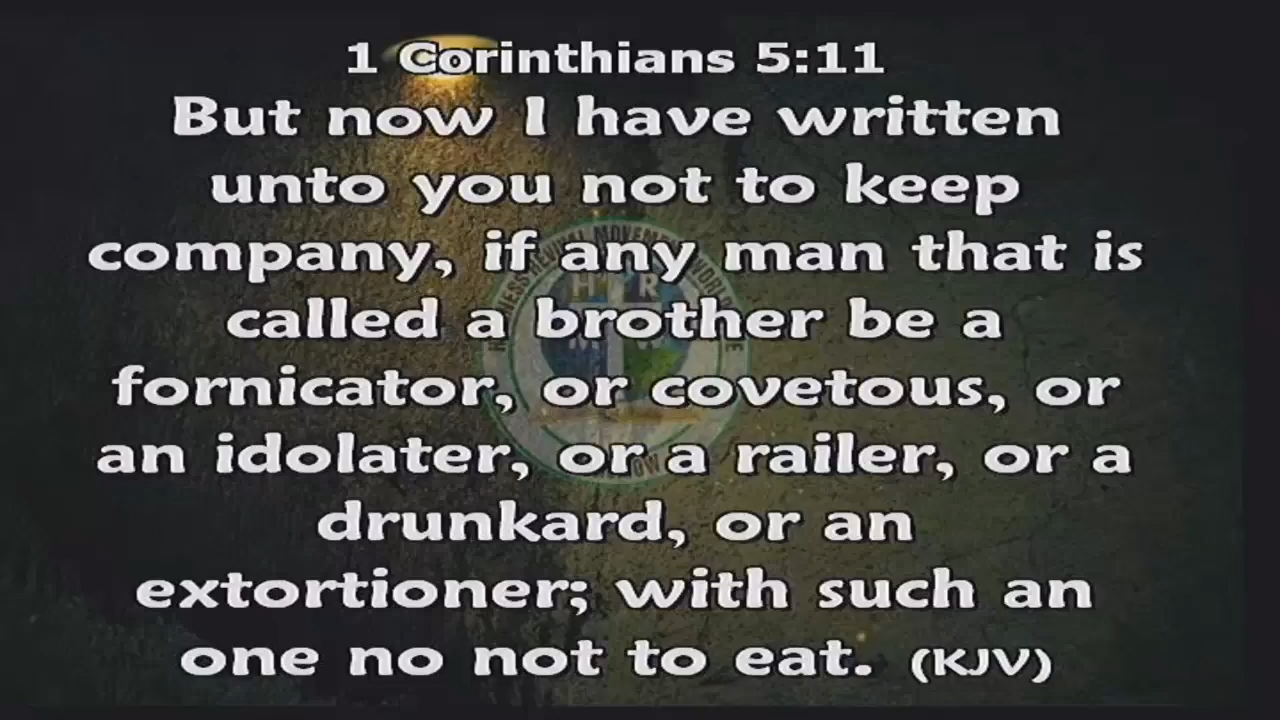 1 Corinthians 5:11
But now I have written
unto you not to keep
company, if any man that is
called a brother be a
fornicator, or covetous, or
an idolater, or a railer, or a
drunkard, or an
extortioner; with such an
one no not to eat. (KJV)